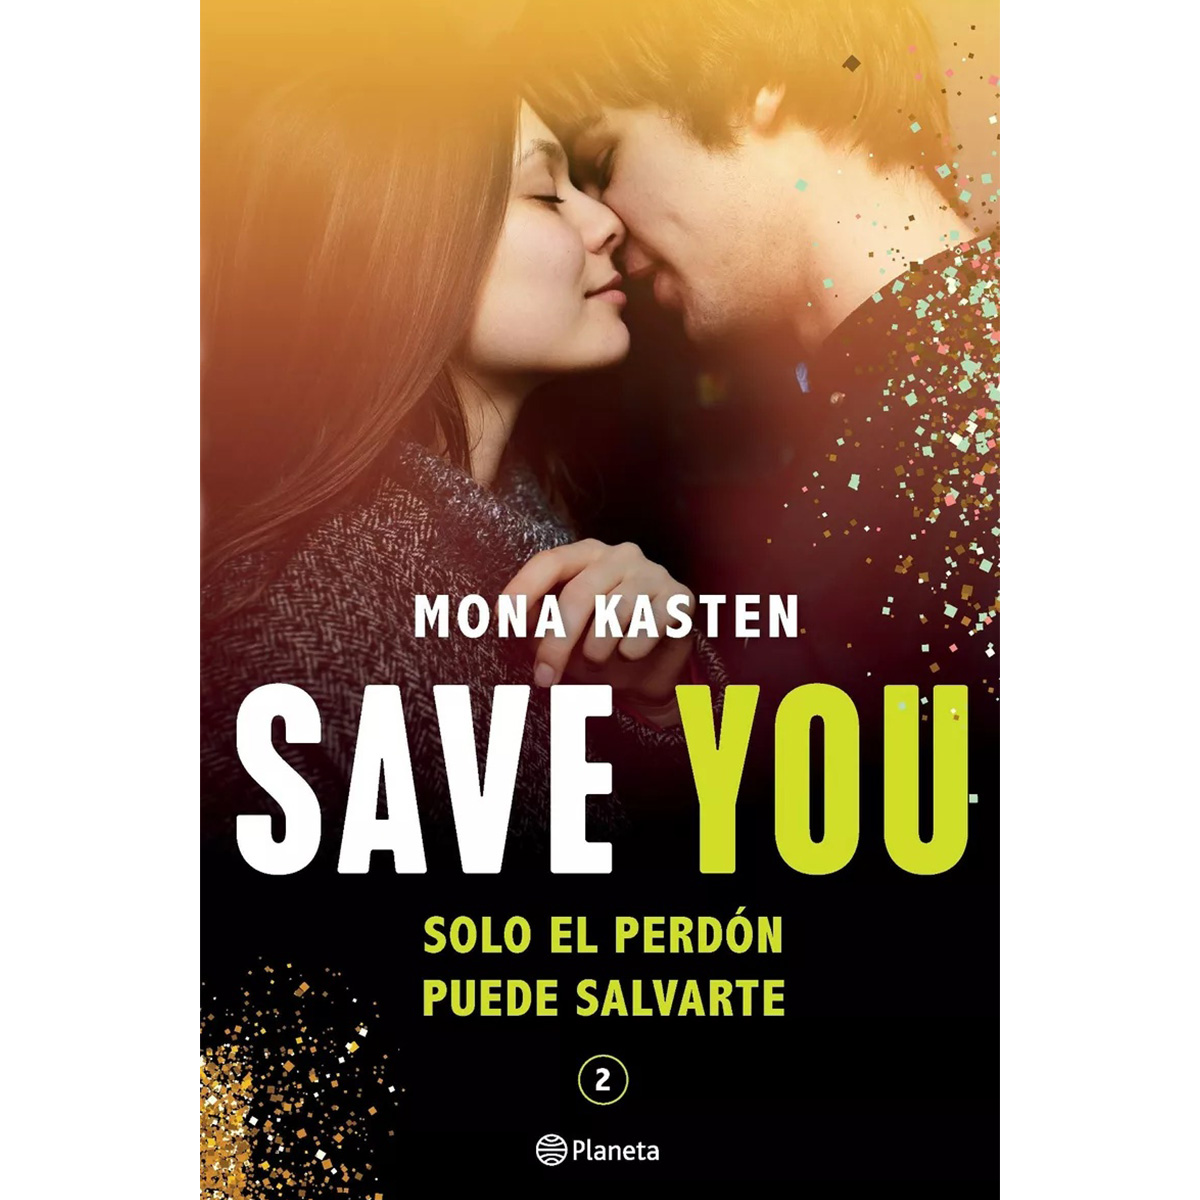 MONA KASTEN
SAVE YOU
SOLO EL PERDÓN
PUEDE SALVARTE
2
Planeta